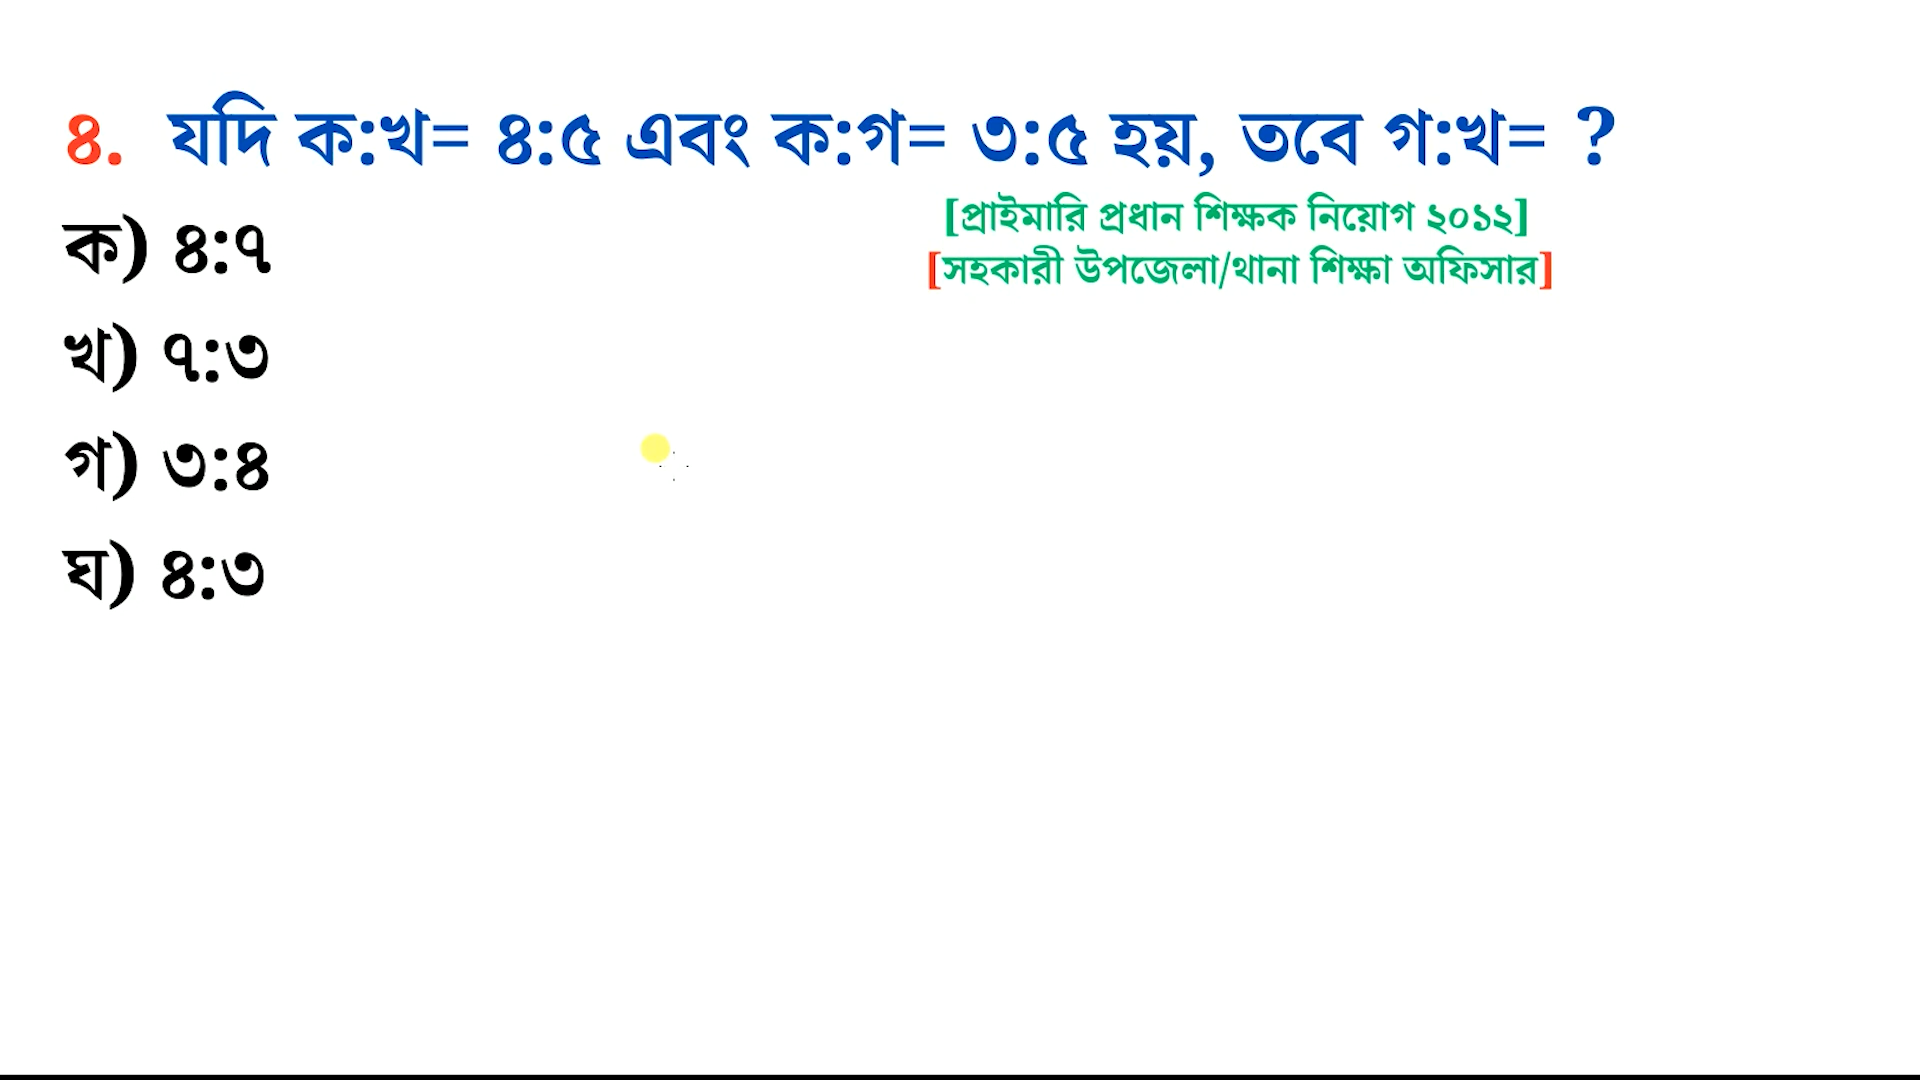 ৪. যদি ক:খ= ৪:৫ এবং ক:গ= ৩:৫ হয়, তবে গ:খ= ?
[প্রাইমারি প্রধান শিক্ষক নিয়োগ ২০১২]
[সহকারী উপজেলা/থানা শিক্ষা অফিসার]
ক) ৪:৭
খ) ৭:৩
গ) ৩:৪
ঘ) ৪:৩